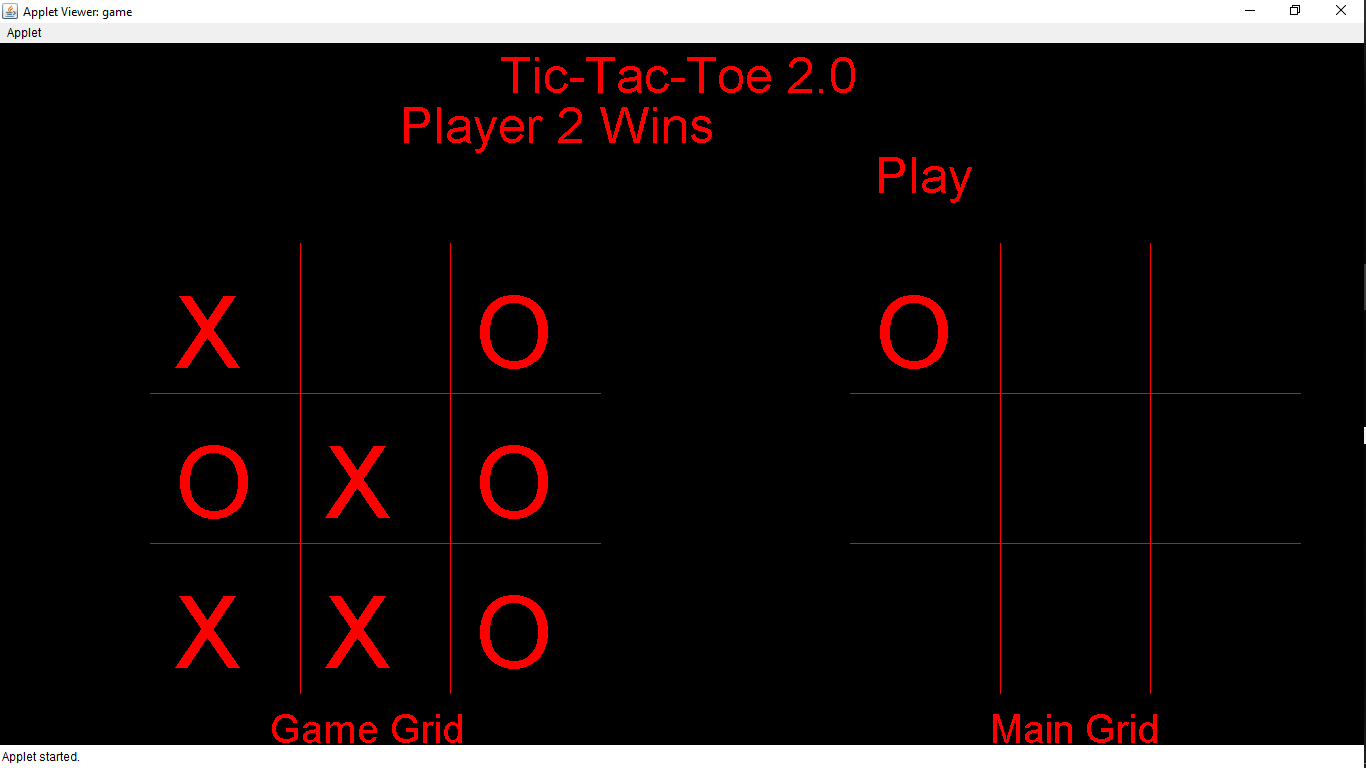 Applet Viewer: game
Applet
Tic-Tac-Toe 2.0
Player 2 Wins
Play
X O
O X O
X X O
O
Game Grid
Main Grid
Applet started.